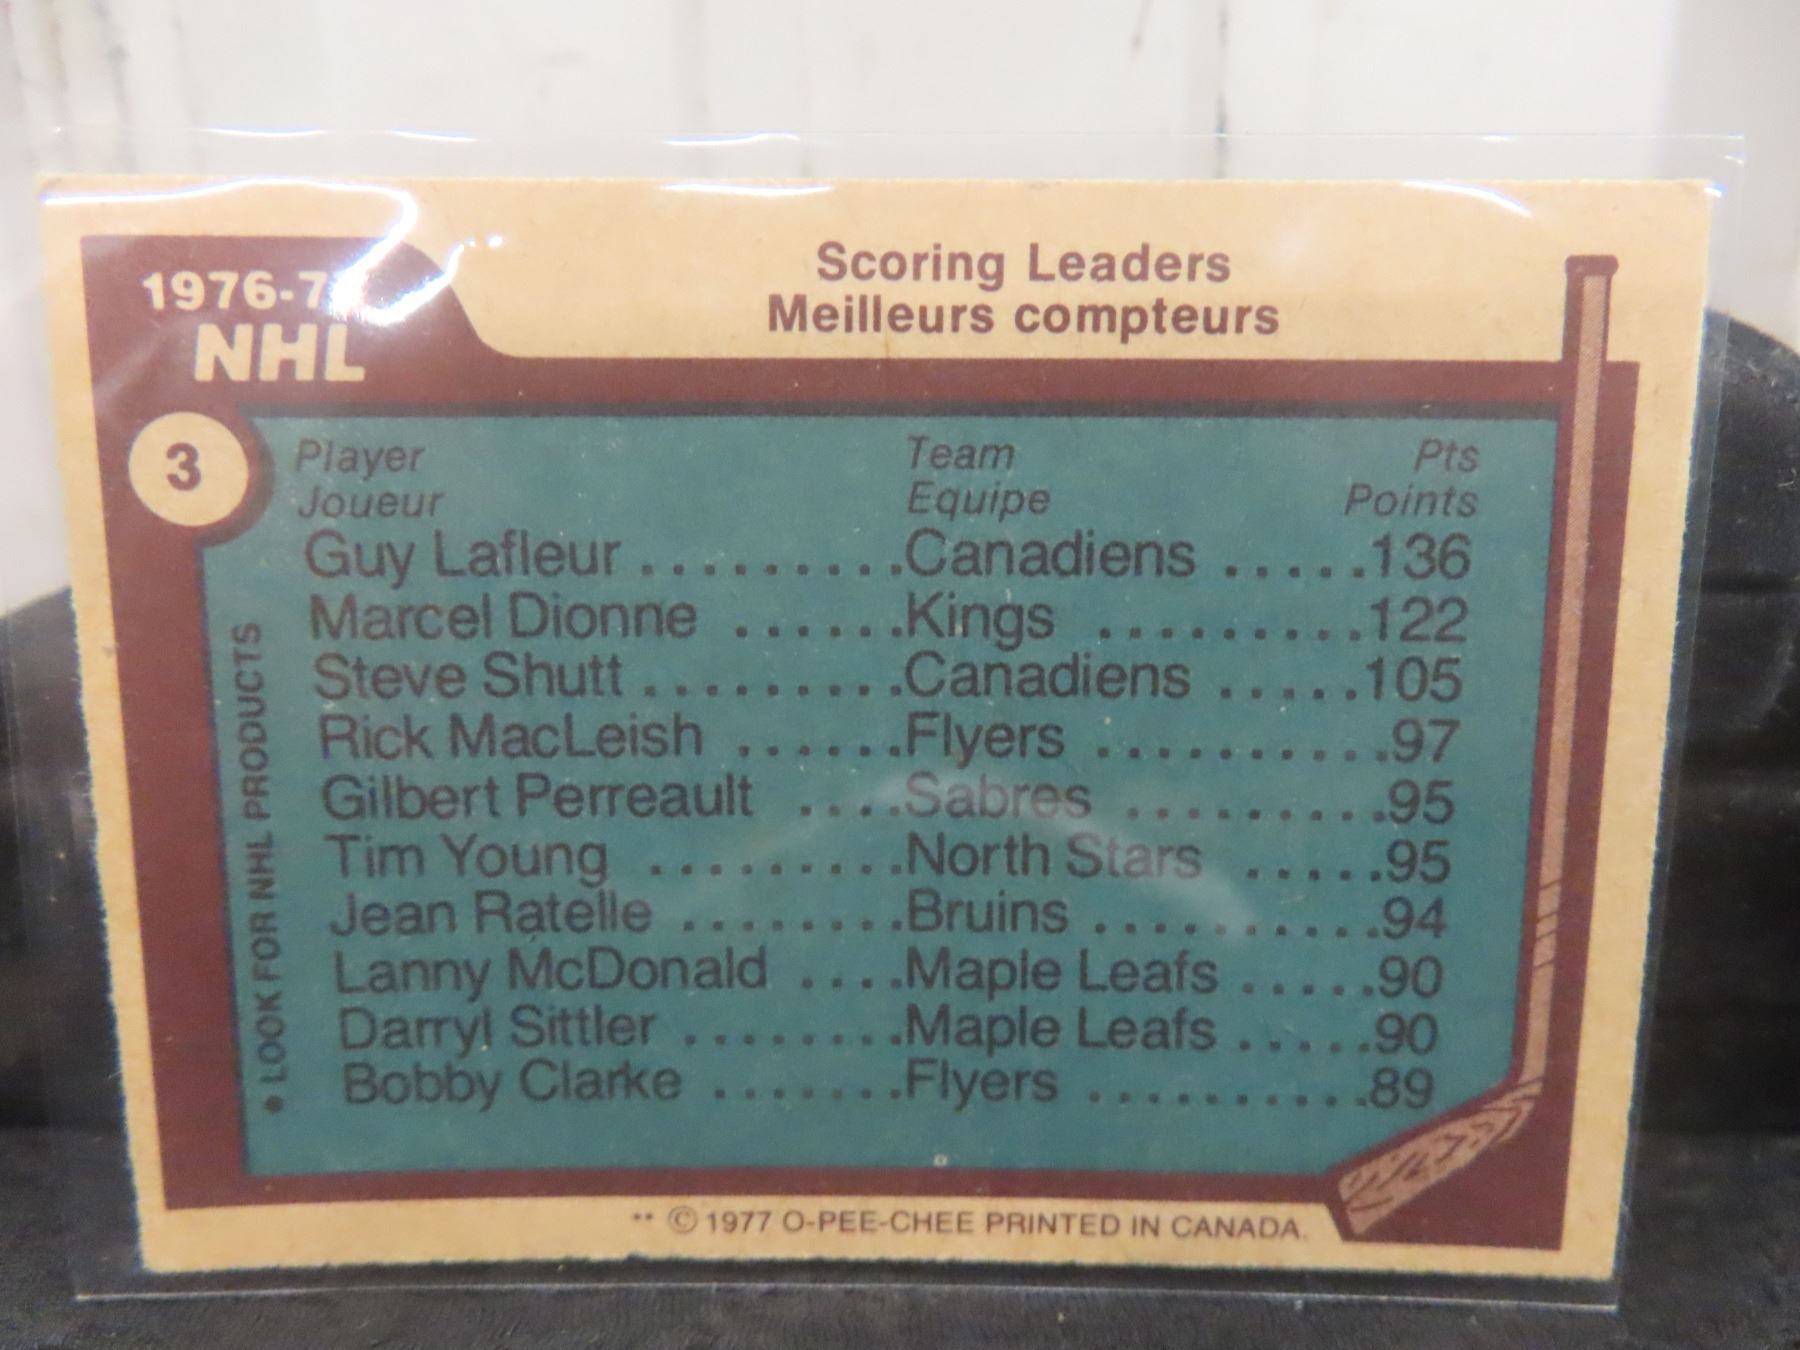 1976-7
NHL
Scoring Leaders
Meilleurs compteurs
3
Player Team Pts
Joueur Equipe Points
Guy Lafleur . . . . . . . . . .Canadiens . . . . . .136
Marcel Dionne . . . . . . .Kings . . . . . . . . . .122
Steve Shutt . . . . . . . . . .Canadiens . . . . . .105
Rick MacLeish . . . . . . .Flyers . . . . . . . . . . .97
Gilbert Perreault . . . .Sabres . . . . . . . . . .95
Tim Young . . . . . . . . . .North Stars . . . . . .95
Jean Ratelle . . . . . . . . .Bruins . . . . . . . . . . .94
Lanny McDonald . . . .Maple Leafs . . . . . .90
Darryl Sittler . . . . . . . . .Maple Leafs . . . . . .90
Bobby Clarke . . . . . . . .Flyers . . . . . . . . . . .89
• LOOK FOR NHL PRODUCTS
** © 1977 O-PEE-CHEE PRINTED IN CANADA.